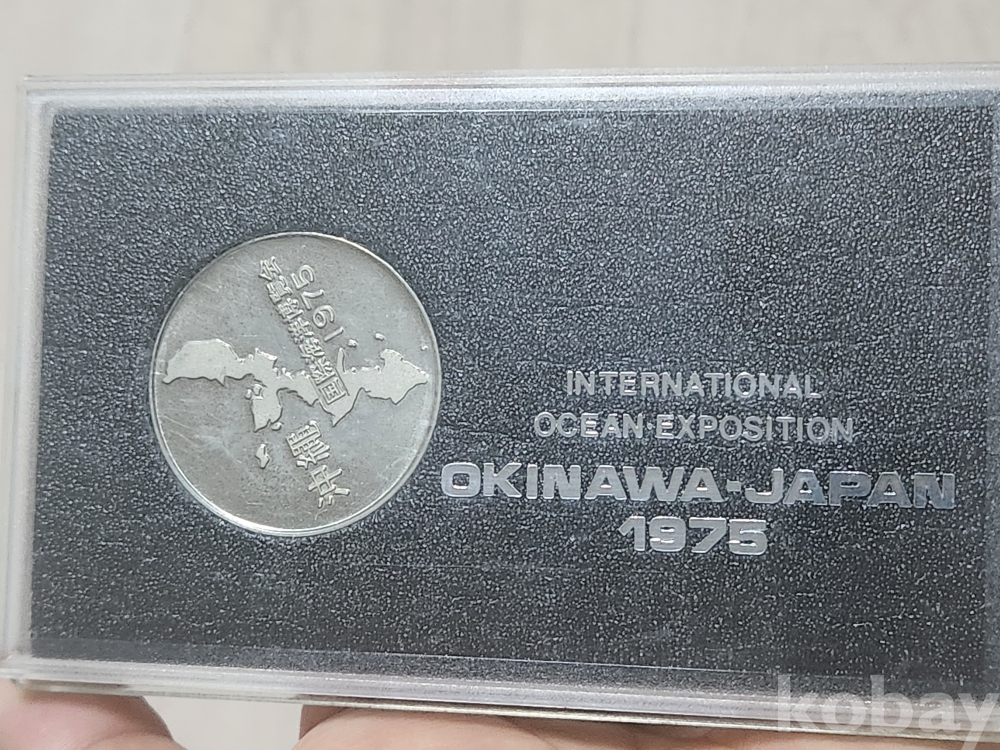 国際海洋博覧会
1975
沖縄
INTERNATIONAL
OCEAN·EXPOSITION
OKINAWA·JAPAN
1975
kobay